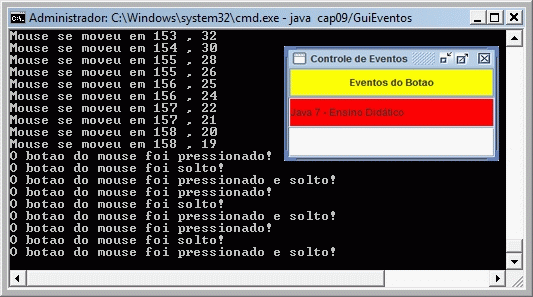 Administrador: C:\Windows\system32\cmd.exe - java cap09/GuiEventos
Mouse se moveu em 153 , 32
Mouse se moveu em 154 , 30
Mouse se moveu em 155 , 28
Mouse se moveu em 155 , 26
Mouse se moveu em 156 , 25
Mouse se moveu em 156 , 24
Mouse se moveu em 157 , 22
Mouse se moveu em 157 , 21
Mouse se moveu em 158 , 20
Mouse se moveu em 158 , 19
O botao do mouse foi pressionado!
O botao do mouse foi solto!
O botao do mouse foi pressionado e solto!
O botao do mouse foi pressionado!
O botao do mouse foi solto!
O botao do mouse foi pressionado e solto!
O botao do mouse foi pressionado!
O botao do mouse foi solto!
O botao do mouse foi pressionado e solto!
Controle de Eventos
Eventos do Botao
Java 7 - Ensino Didático